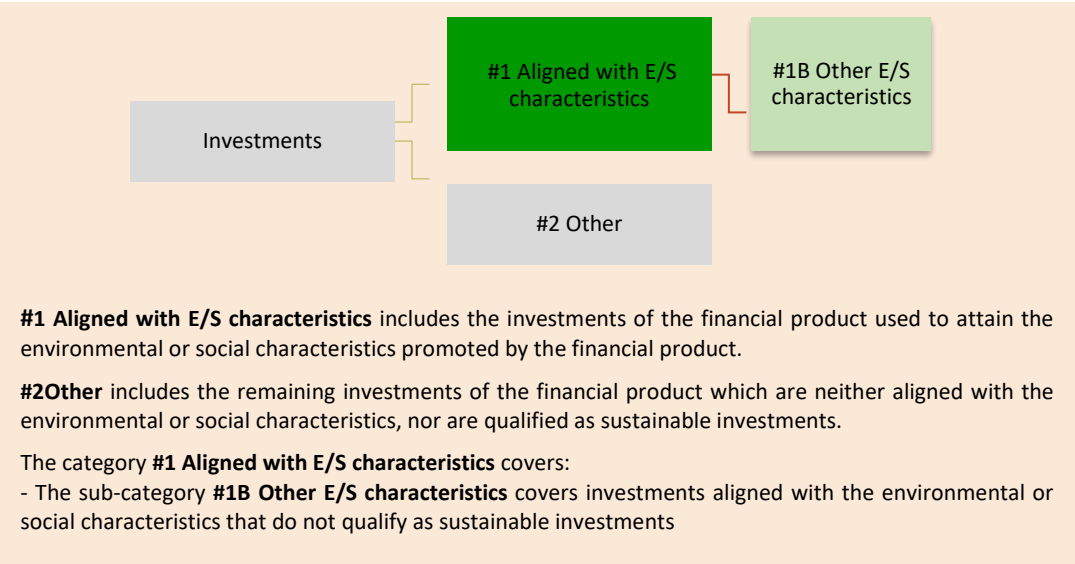 #1 Aligned with E/S
characteristics
#1B Other E/S
characteristics
Investments
#2 Other
#1 Aligned with E/S characteristics includes the investments of the financial product used to attain the
environmental or social characteristics promoted by the financial product.
#2Other includes the remaining investments of the financial product which are neither aligned with the
environmental or social characteristics, nor are qualified as sustainable investments.
The category #1 Aligned with E/S characteristics covers:
- The sub-category #1B Other E/S characteristics covers investments aligned with the environmental or
social characteristics that do not qualify as sustainable investments